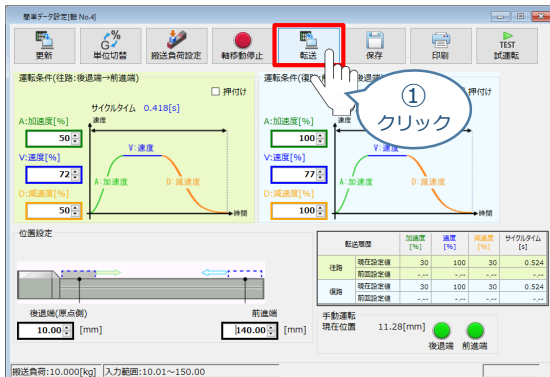 簡単データ設定[軸 No.4]
更新
単位切替
搬送負荷設定
軸移動停止
転送
保存
印刷
TEST
試運転
運転条件(往路:後退端→前進端)
押付け
サイクルタイム 0.418[s]
A:加速度[%]
50
V:速度[%]
72
D:減速度[%]
50
速度
V:速度
A:加速度
D:減速度
時間
運転条件(復路:
後退端)
押付け
A:加速度[%]
100
V:速度[%]
77
D:減速度[%]
100
速度
V:速度
A:加速度
D:減速度
時間
①
クリック
位置設定
後退端(原点側)
10.00 [mm]
前進端
140.00 [mm]
転送履歴 加速度[%] 速度[%] 減速度[%] サイクルタイム[s]
往路 現在設定値 30 100 30 0.524
前回設定値 -.-- -.-- -.-- -.--
復路 現在設定値 30 100 30 0.524
前回設定値 -.-- -.-- -.-- -.--
手動運転
現在位置 11.28[mm]
後退端 前進端
搬送負荷:10.000[kg] 入力範囲:10.01~150.00